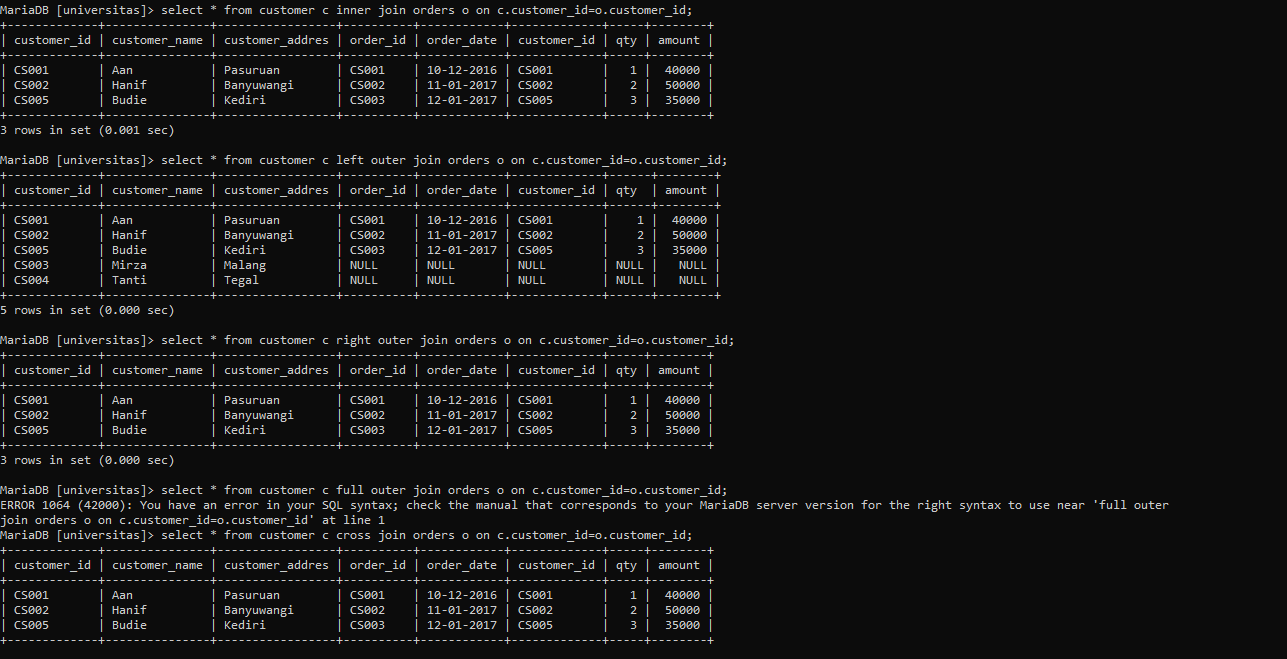 MariaDB [universitas]> select * from customer c inner join orders o on c.customer_id=o.customer_id;
+-------------+---------------+-----------------+----------+------------+-------------+-----+--------+
| customer_id | customer_name | customer_addres | order_id | order_date | customer_id | qty | amount |
+-------------+---------------+-----------------+----------+------------+-------------+-----+--------+
| CS001       | Aan           | Pasuruan        | CS001    | 10-12-2016 | CS001       |   1 |  40000 |
| CS002       | Hanif         | Banyuwangi      | CS002    | 11-01-2017 | CS002       |   2 |  50000 |
| CS005       | Budie         | Kediri          | CS003    | 12-01-2017 | CS005       |   3 |  35000 |
+-------------+---------------+-----------------+----------+------------+-------------+-----+--------+
3 rows in set (0.001 sec)

MariaDB [universitas]> select * from customer c left outer join orders o on c.customer_id=o.customer_id;
+-------------+---------------+-----------------+----------+------------+-------------+------+--------+
| customer_id | customer_name | customer_addres | order_id | order_date | customer_id | qty  | amount |
+-------------+---------------+-----------------+----------+------------+-------------+------+--------+
| CS001       | Aan           | Pasuruan        | CS001    | 10-12-2016 | CS001       |    1 |  40000 |
| CS002       | Hanif         | Banyuwangi      | CS002    | 11-01-2017 | CS002       |    2 |  50000 |
| CS005       | Budie         | Kediri          | CS003    | 12-01-2017 | CS005       |    3 |  35000 |
| CS003       | Mirza         | Malang          | NULL     | NULL       | NULL        | NULL |   NULL |
| CS004       | Tanti         | Tegal           | NULL     | NULL       | NULL        | NULL |   NULL |
+-------------+---------------+-----------------+----------+------------+-------------+------+--------+
5 rows in set (0.000 sec)

MariaDB [universitas]> select * from customer c right outer join orders o on c.customer_id=o.customer_id;
+-------------+---------------+-----------------+----------+------------+-------------+-----+--------+
| customer_id | customer_name | customer_addres | order_id | order_date | customer_id | qty | amount |
+-------------+---------------+-----------------+----------+------------+-------------+-----+--------+
| CS001       | Aan           | Pasuruan        | CS001    | 10-12-2016 | CS001       |   1 |  40000 |
| CS002       | Hanif         | Banyuwangi      | CS002    | 11-01-2017 | CS002       |   2 |  50000 |
| CS005       | Budie         | Kediri          | CS003    | 12-01-2017 | CS005       |   3 |  35000 |
+-------------+---------------+-----------------+----------+------------+-------------+-----+--------+
3 rows in set (0.000 sec)

MariaDB [universitas]> select * from customer c full outer join orders o on c.customer_id=o.customer_id;
ERROR 1064 (42000): You have an error in your SQL syntax; check the manual that corresponds to your MariaDB server version for the right syntax to use near 'full outer
join orders o on c.customer_id=o.customer_id' at line 1
MariaDB [universitas]> select * from customer c cross join orders o on c.customer_id=o.customer_id;
+-------------+---------------+-----------------+----------+------------+-------------+-----+--------+
| customer_id | customer_name | customer_addres | order_id | order_date | customer_id | qty | amount |
+-------------+---------------+-----------------+----------+------------+-------------+-----+--------+
| CS001       | Aan           | Pasuruan        | CS001    | 10-12-2016 | CS001       |   1 |  40000 |
| CS002       | Hanif         | Banyuwangi      | CS002    | 11-01-2017 | CS002       |   2 |  50000 |
| CS005       | Budie         | Kediri          | CS003    | 12-01-2017 | CS005       |   3 |  35000 |
+-------------+---------------+-----------------+----------+------------+-------------+-----+--------+